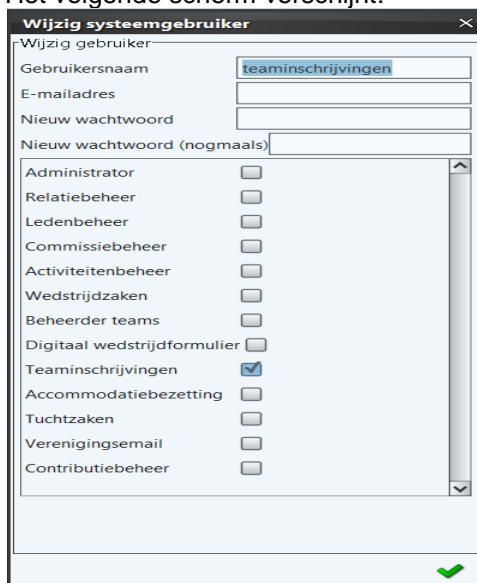 Het volgende scherm verschijnt:
Wijzig systeemgebruiker
Wijzig gebruiker
Gebruikersnaam teaminschrijvingen
E-mailadres
Nieuw wachtwoord
Nieuw wachtwoord (nogmaals)
Administrator
Relatiebeheer
Ledenbeheer
Commissiebeheer
Activiteitenbeheer
Wedstrijdzaken
Beheerder teams
Digitaal wedstrijdformulier
Teaminschrijvingen
Accommodatiebezetting
Tuchtzaken
Verenigingsemail
Contributiebeheer